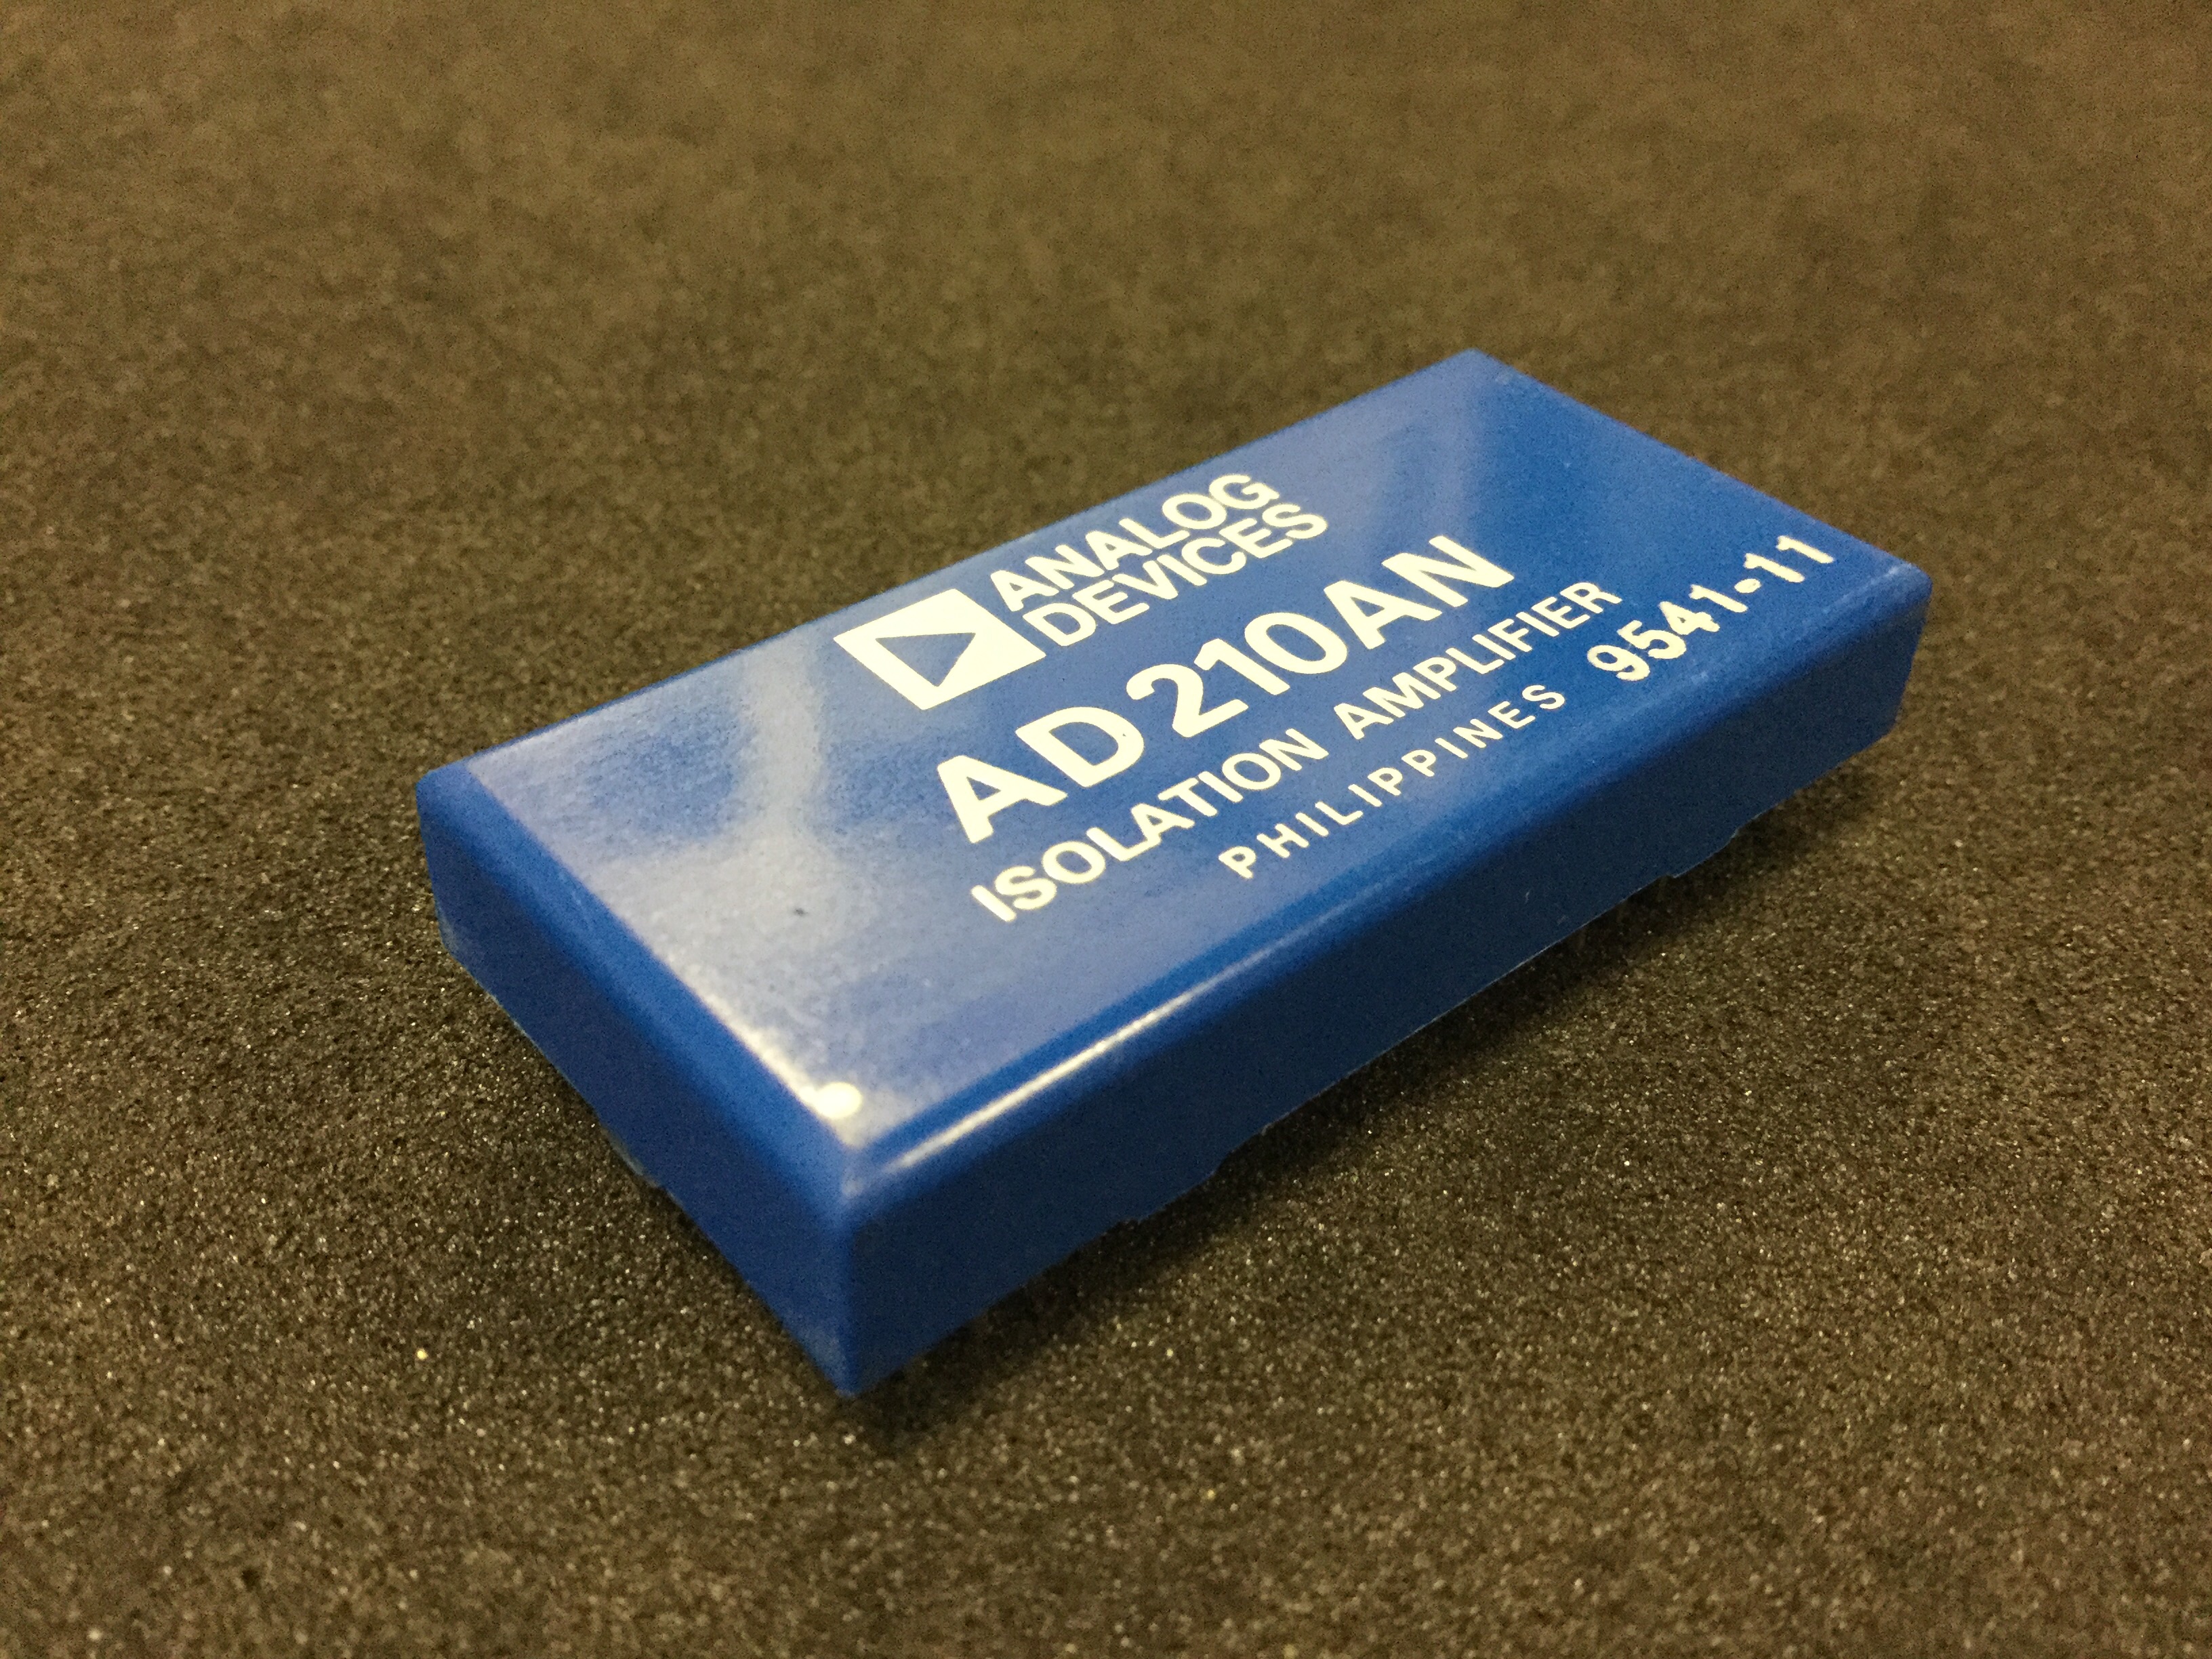 ANALOG
DEVICES
AD210AN
ISOLATION AMPLIFIER
PHILIPPINES 9541-11